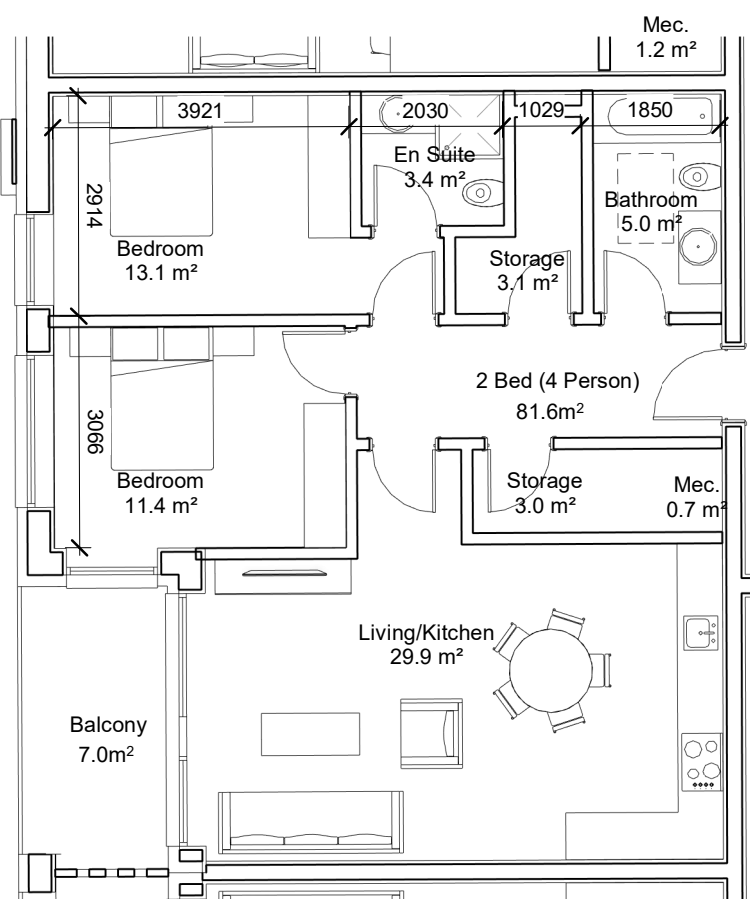 Mec.
1.2 m²
3921
2030
1029
1850
En Suite
3.4 m²
2914
Bathroom
5.0 m²
Bedroom
13.1 m²
Storage
3.1 m²
2 Bed (4 Person)
81.6m²
3066
Bedroom
11.4 m²
Storage
3.0 m²
Mec.
0.7 m²
Living/Kitchen
29.9 m²
Balcony
7.0m²